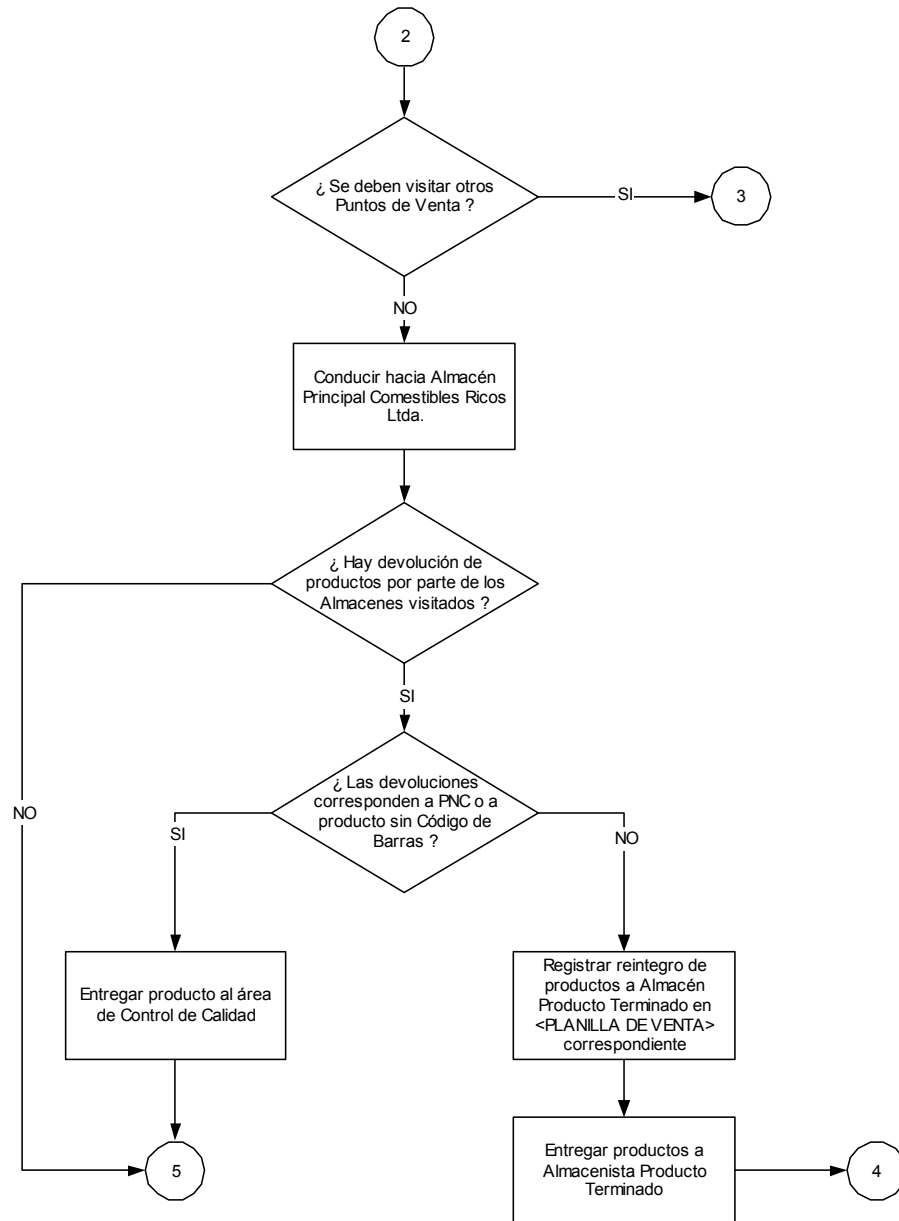 2
¿ Se deben visitar otros
Puntos de Venta ?
SI
3
NO
Conducir hacia Almacén
Principal Comestibles Ricos
Ltda.
¿ Hay devolución de
productos por parte de los
Almacenes visitados ?
SI
NO
¿ Las devoluciones
corresponden a PNC o a
producto sin Código de
Barras ?
SI
NO
Entregar producto al área
de Control de Calidad
Registrar reintegro de
productos a Almacén
Producto Terminado en
<PLANILLA DE VENTA>
correspondiente
5
Entregar productos a
Almacenista Producto
Terminado
4